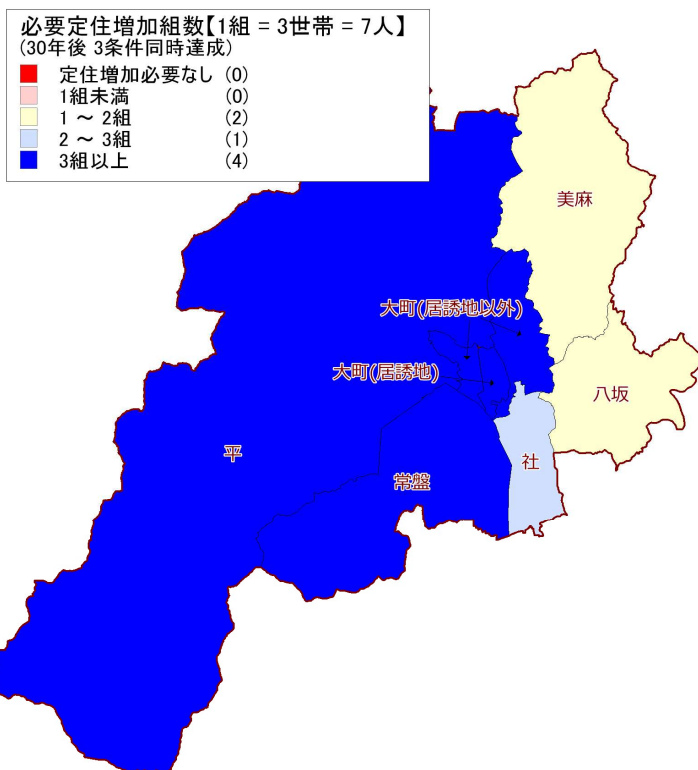 必要定住増加組数【1組 = 3世帯 = 7人】
(30年後 3条件同時達成)
定住増加必要なし (0)
1組未満 (0)
1 ～ 2組 (2)
2 ～ 3組 (1)
3組以上 (4)
美麻
大町(居誘地以外)
大町(居誘地)
八坂
平
常盤
社